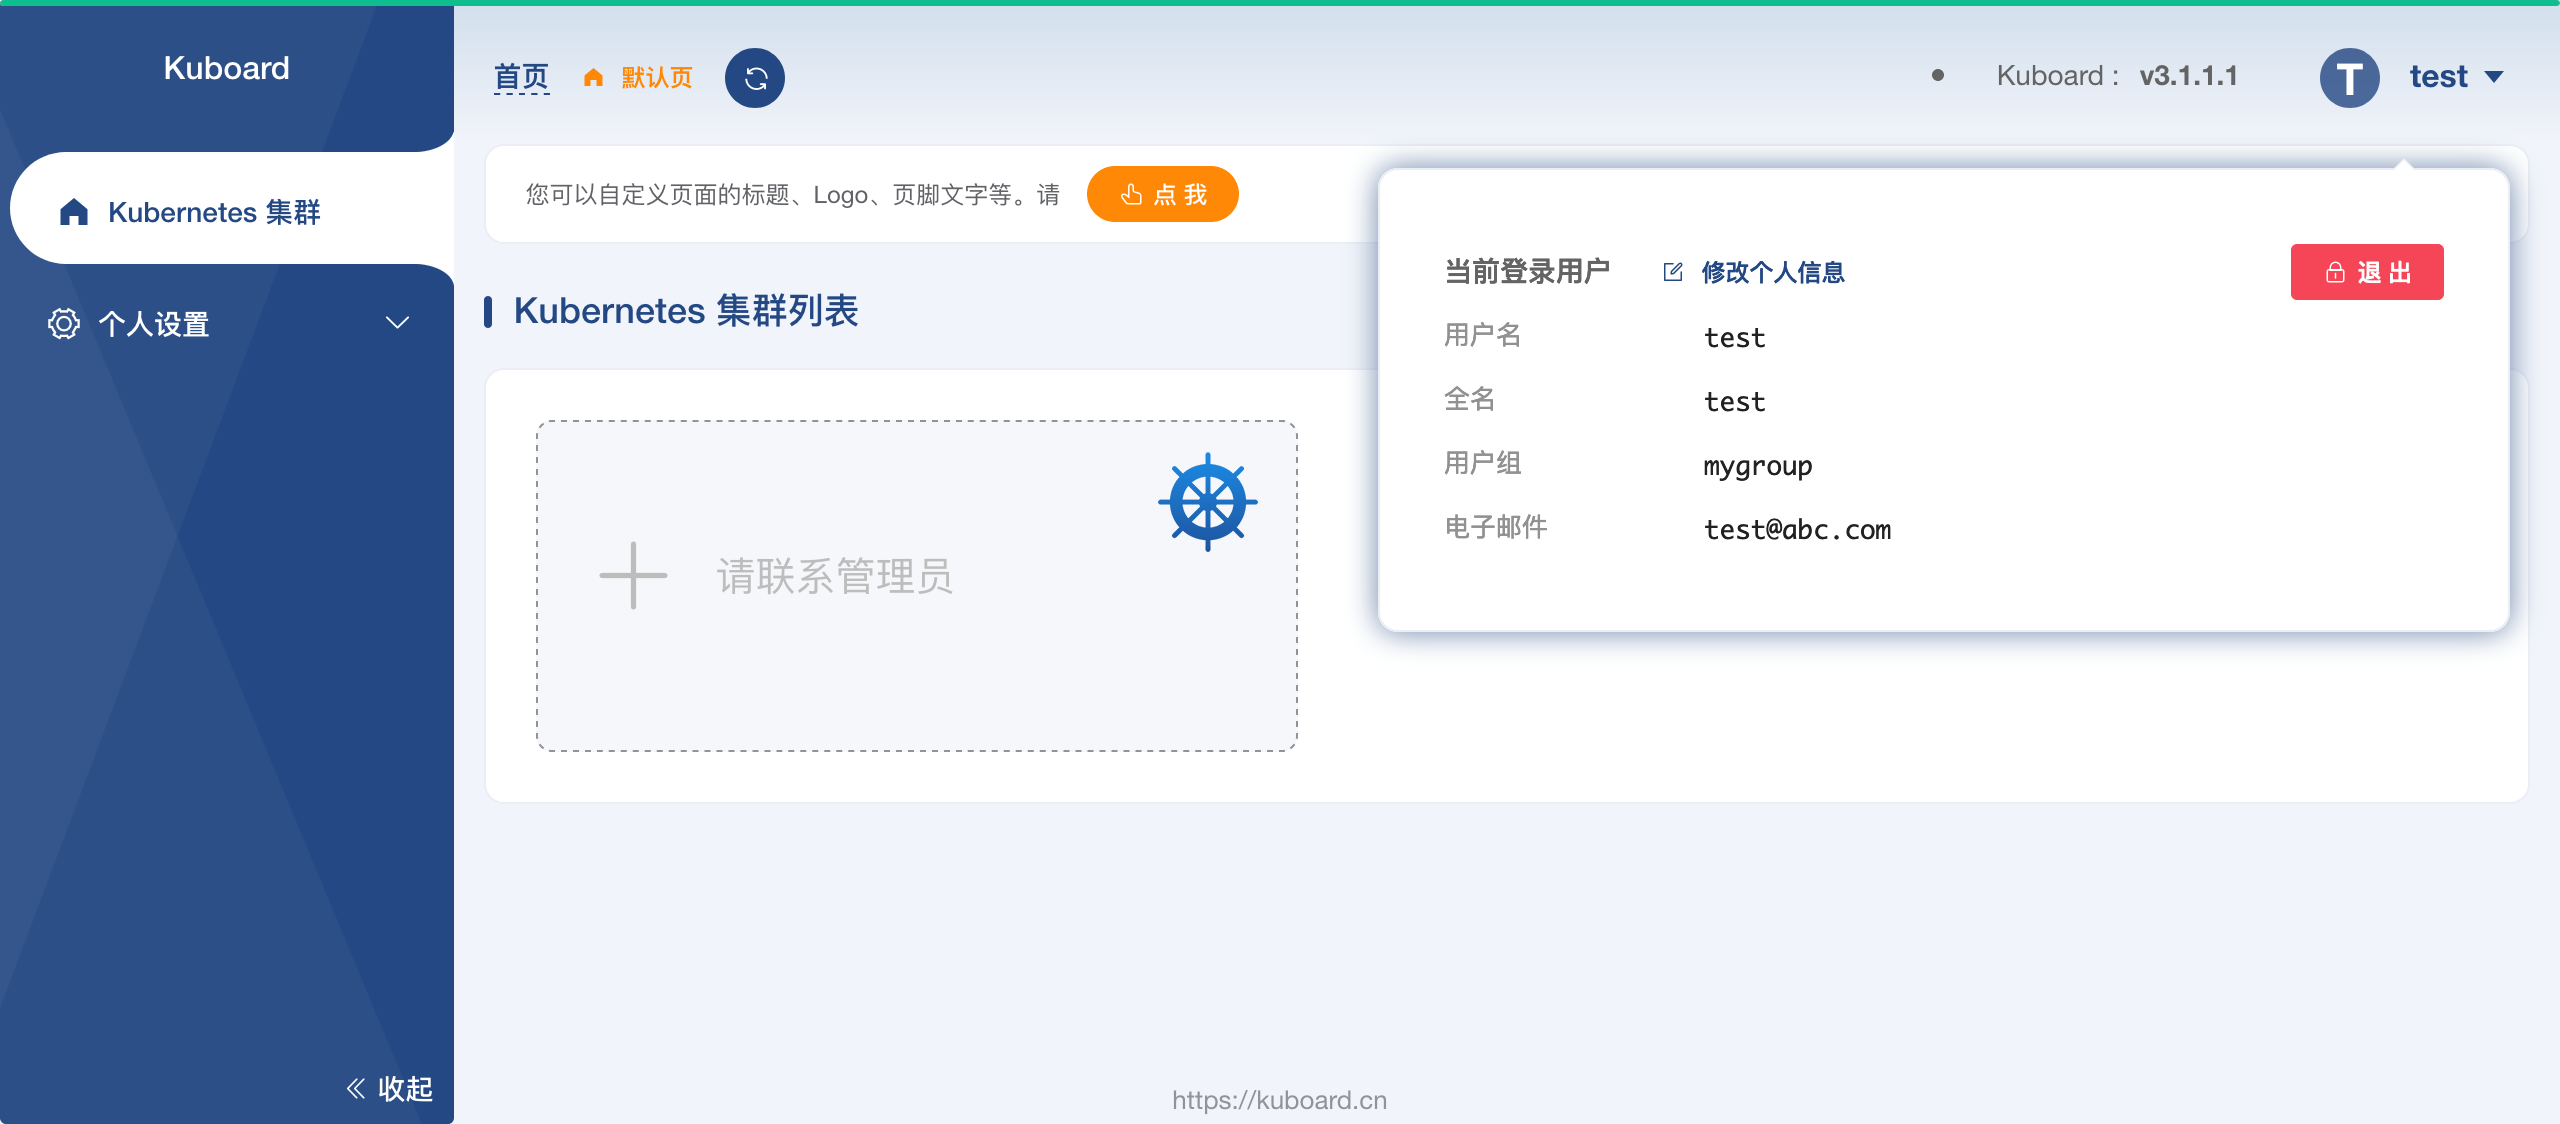 Kuboard
Kubernetes 集群
个人设置
收起
首页 默认页
Kuboard : v3.1.1.1
T test
您可以自定义页面的标题、Logo、页脚文字等。请 点 我
Kubernetes 集群列表
请联系管理员
当前登录用户 修改个人信息 退 出
用户名 test
全名 test
用户组 mygroup
电子邮件 test@abc.com
https://kuboard.cn